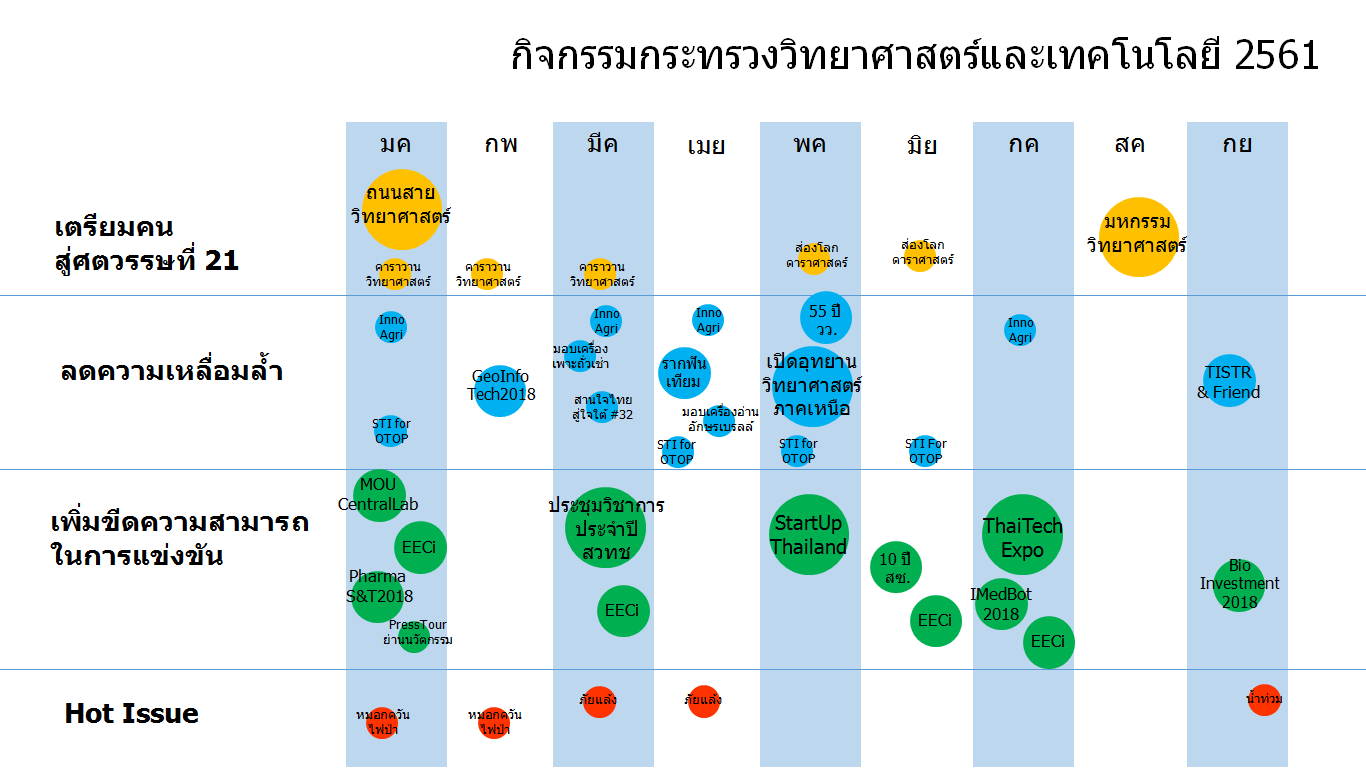 กิจกรรมกระทรวงวิทยาศาสตร์และเทคโนโลยี 2561
มค กพ มีค เมย พค มิย กค สค กย
เตรียมคน
สู่ศตวรรษที่ 21
ถนนสาย
วิทยาศาสตร์
มหกรรม
วิทยาศาสตร์
คาราวาน
วิทยาศาสตร์
คาราวาน
วิทยาศาสตร์
คาราวาน
วิทยาศาสตร์
ส่องโลก
ดาราศาสตร์
ส่องโลก
ดาราศาสตร์
ลดความเหลื่อมล้ำ
Inno
Agri
STI for
OTOP
GeoInfo
Tech2018
Inno
Agri
มอบเครื่อง
เพาะถั่วเช่า
สานใจไทย
สู่ใจใต้ #32
Inno
Agri
รากฟัน
เทียม
มอบเครื่องอ่าน
อักษรเบรลล์
STI for
OTOP
55 ปี
วว.
เปิดอุทยาน
วิทยาศาสตร์
ภาคเหนือ
STI for
OTOP
STI For
OTOP
Inno
Agri
TISTR
& Friend
เพิ่มขีดความสามารถ
ในการแข่งขัน
MOU
CentralLab
EECi
Pharma
S&T2018
PressTour
ย่านนวัตกรรม
ประชุมวิชาการ
ประจำปี
สวทช
EECi
StartUp
Thailand
10 ปี
สซ.
EECi
ThaiTech
Expo
IMedBot
2018
EECi
Bio
Investment
2018
Hot Issue
หมอกควัน
ไฟป่า
หมอกควัน
ไฟป่า
ภัยแล้ง
ภัยแล้ง
น้ำท่วม